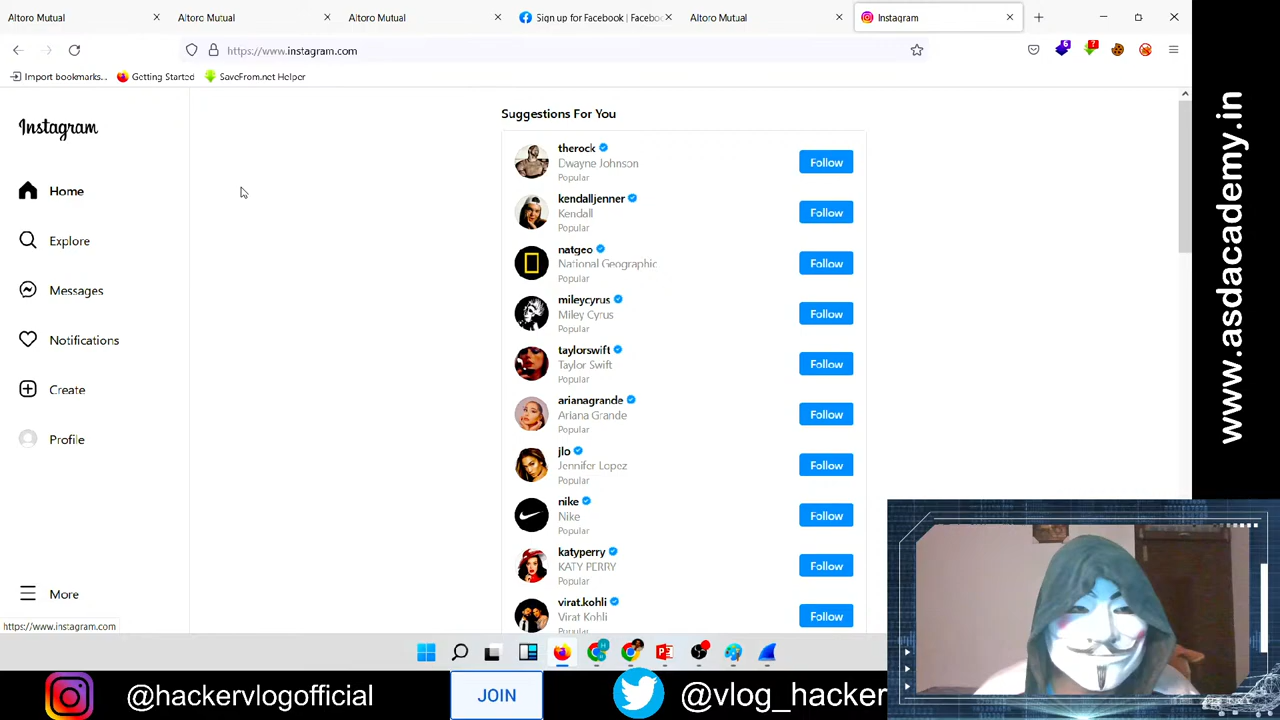 Altoro Mutual
Altoro Mutual
Altoro Mutual
Sign up for Facebook | Facebo
Altoro Mutual
Instagram
https://www.instagram.com
6
?
Import bookmarks...
Getting Started
SaveFrom.net Helper
Instagram
Home
Explore
Messages
Notifications
Create
Profile
More
https://www.instagram.com
Suggestions For You
therock
Dwayne Johnson
Popular
Follow
kendalljenner
Kendall
Popular
Follow
natgeo
National Geographic
Popular
Follow
mileycyrus
Miley Cyrus
Popular
Follow
taylorswift
Taylor Swift
Popular
Follow
arianagrande
Ariana Grande
Popular
Follow
jlo
Jennifer Lopez
Popular
Follow
nike
Nike
Popular
Follow
katyperry
KATY PERRY
Popular
Follow
virat.kohli
Virat Kohli
Popular
Follow
www.asdacademy.in
@hackervlogofficial
JOIN
@vlog_hacker